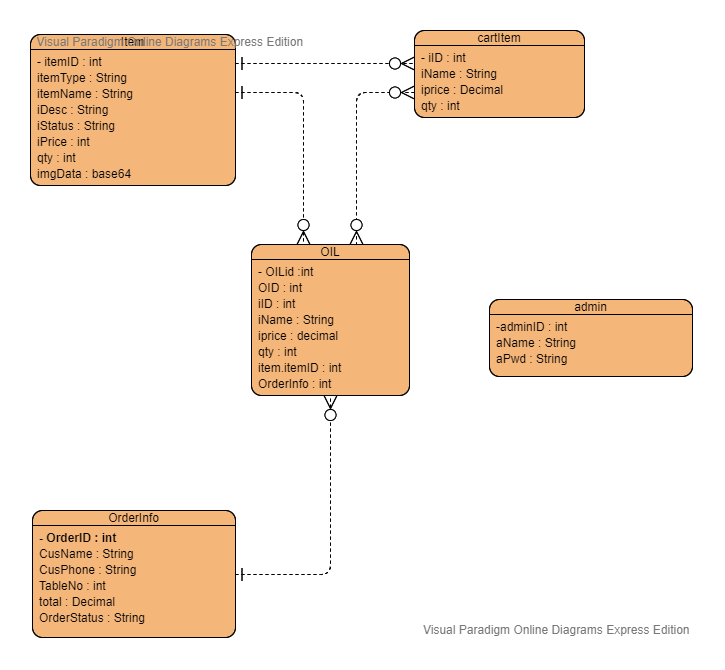 Item
Visual Paradigm Online Diagrams Express Edition
- itemID : int
itemType : String
itemName : String
iDesc : String
iStatus : String
iPrice : int
qty : int
imgData : base64
cartItem
- iID : int
iName : String
iprice : Decimal
qty : int
OIL
- OILid :int
OID : int
iID : int
iName : String
iprice : decimal
qty : int
item.itemID : int
OrderInfo : int
admin
-adminID : int
aName : String
aPwd : String
OrderInfo
- OrderID : int
CusName : String
CusPhone : String
TableNo : int
total : Decimal
OrderStatus : String
Visual Paradigm Online Diagrams Express Edition